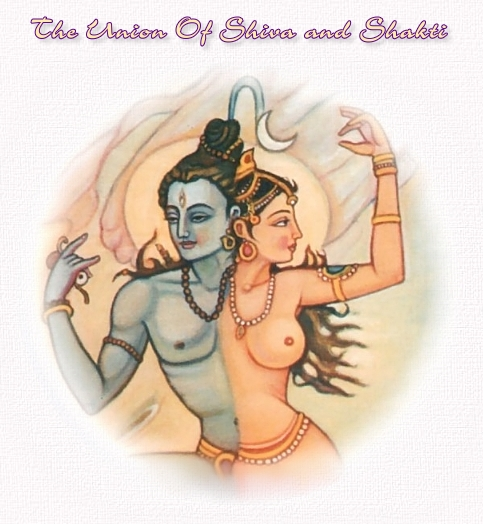 The Union Of Shiva and Shakti